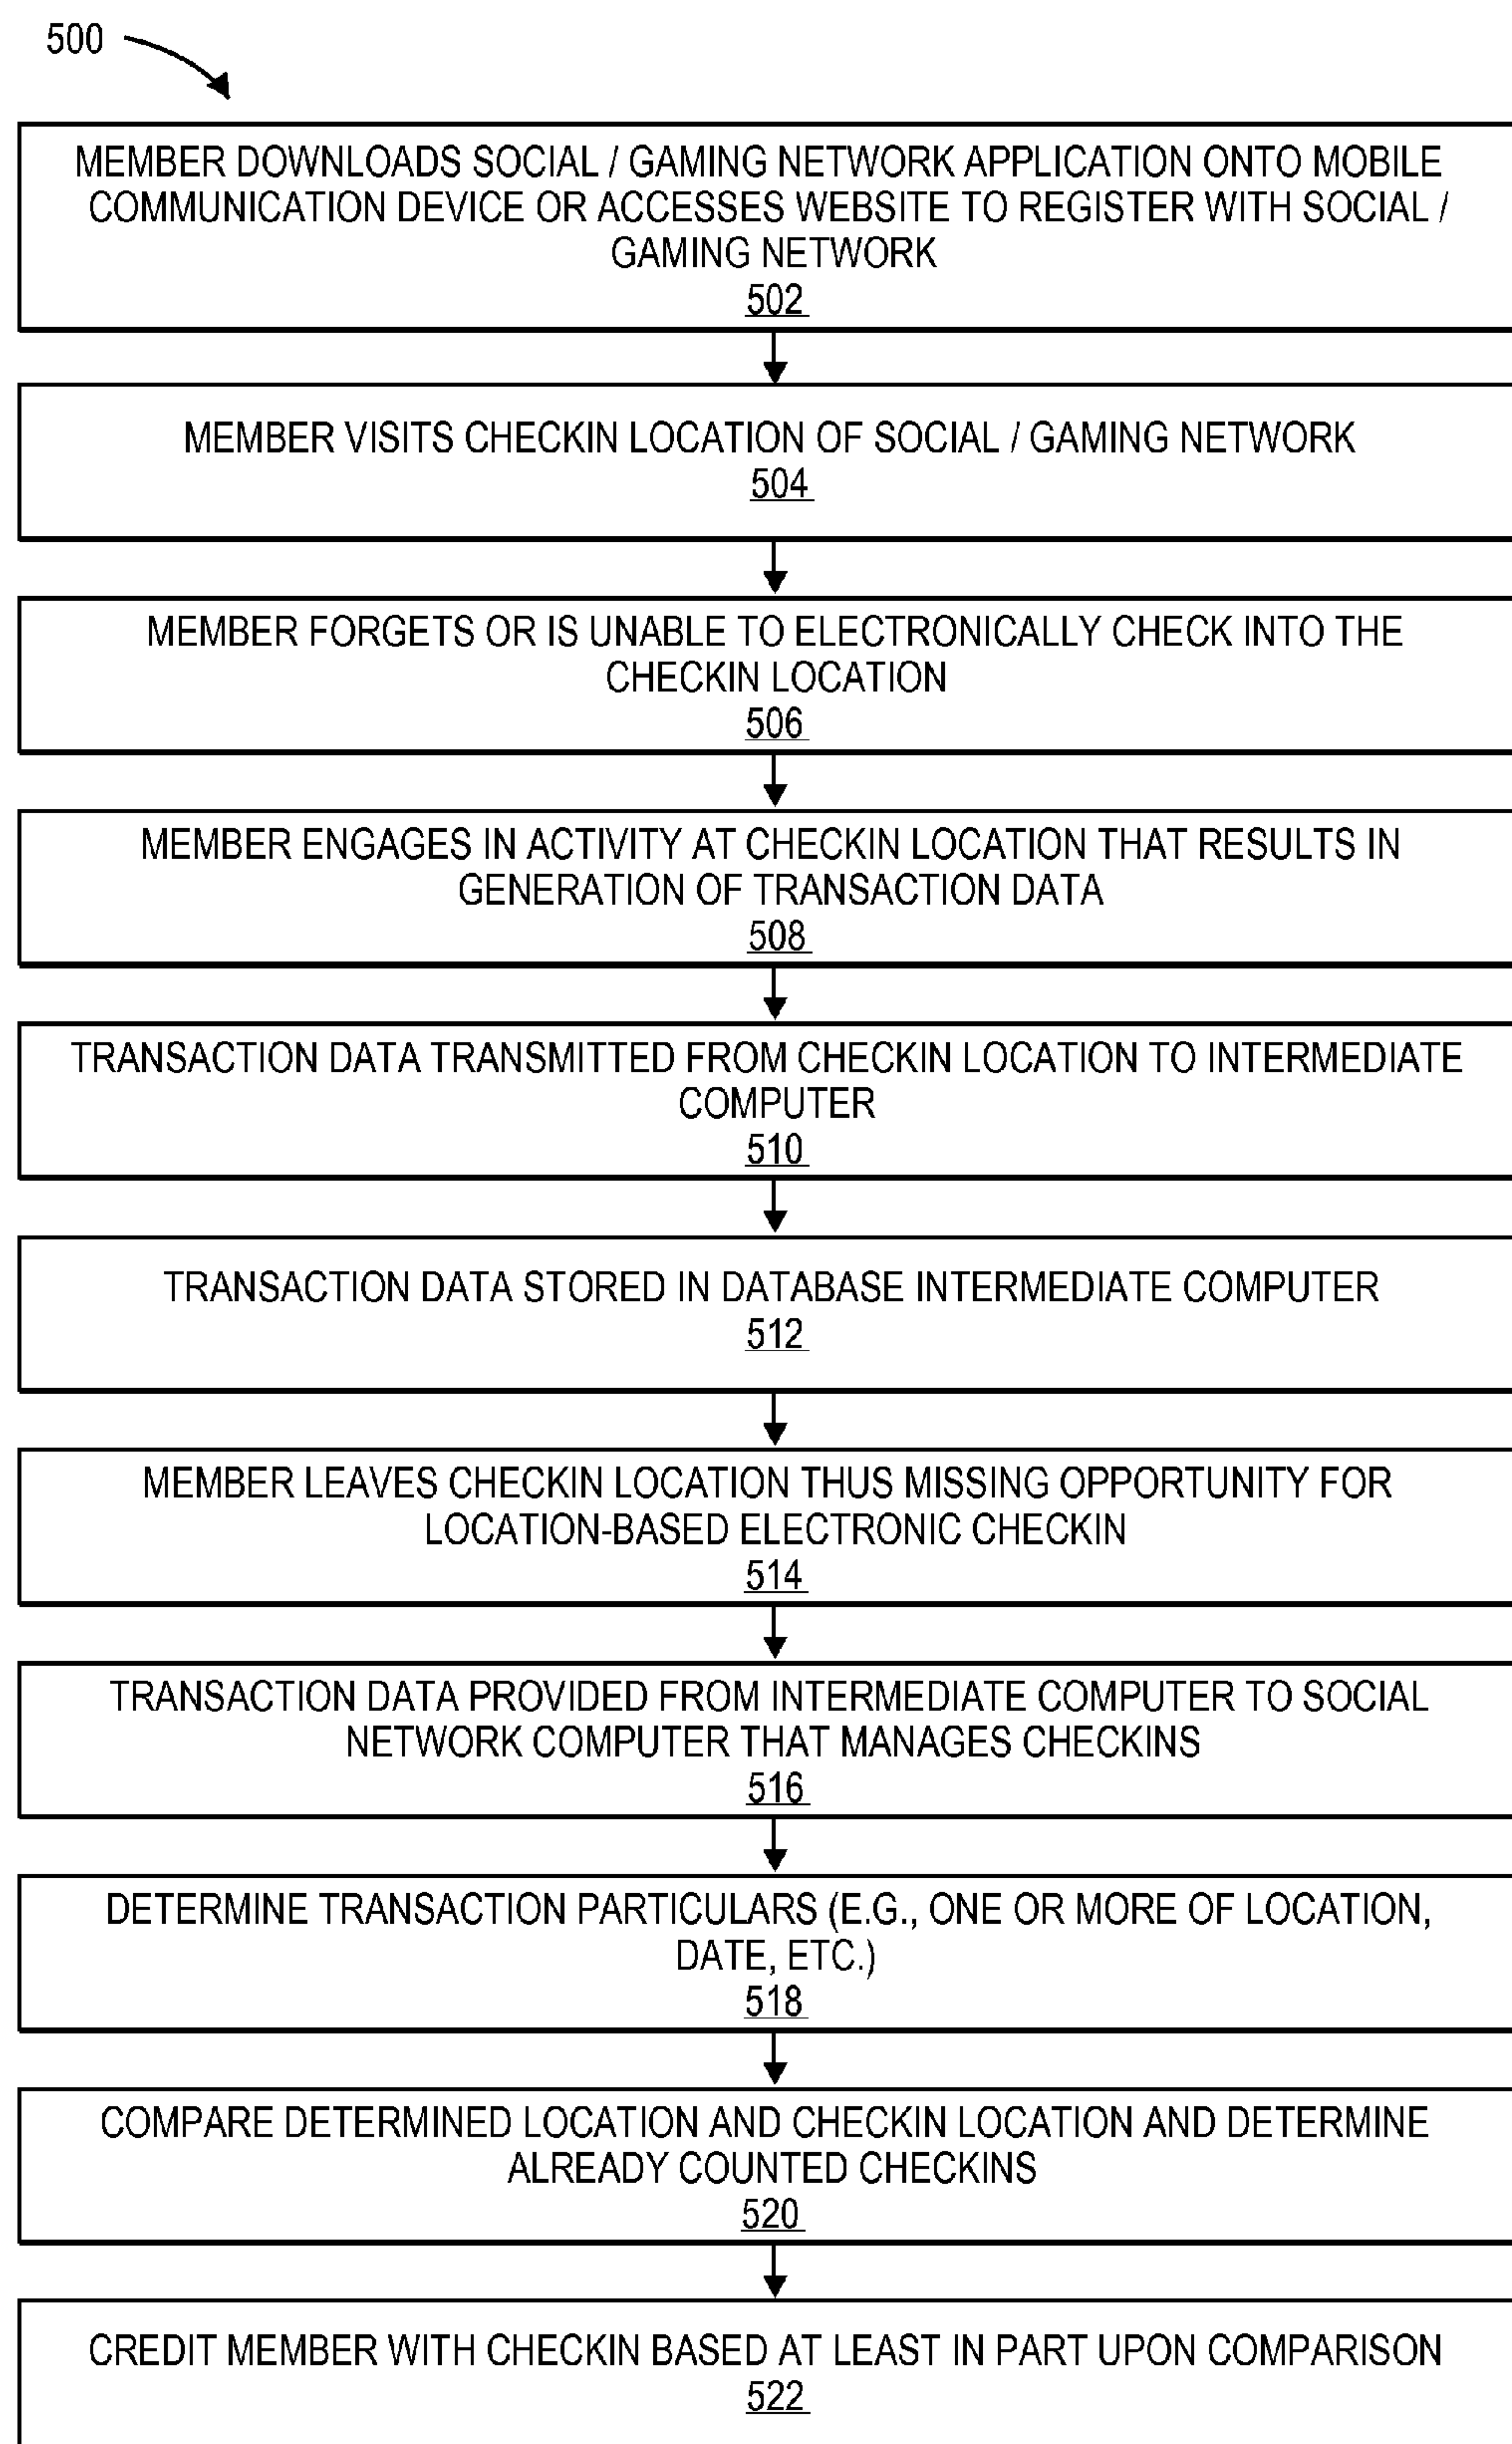 500
MEMBER DOWNLOADS SOCIAL / GAMING NETWORK APPLICATION ONTO MOBILE
COMMUNICATION DEVICE OR ACCESSES WEBSITE TO REGISTER WITH SOCIAL /
GAMING NETWORK
502
MEMBER VISITS CHECKIN LOCATION OF SOCIAL / GAMING NETWORK
504
MEMBER FORGETS OR IS UNABLE TO ELECTRONICALLY CHECK INTO THE
CHECKIN LOCATION
506
MEMBER ENGAGES IN ACTIVITY AT CHECKIN LOCATION THAT RESULTS IN
GENERATION OF TRANSACTION DATA
508
TRANSACTION DATA TRANSMITTED FROM CHECKIN LOCATION TO INTERMEDIATE
COMPUTER
510
TRANSACTION DATA STORED IN DATABASE INTERMEDIATE COMPUTER
512
MEMBER LEAVES CHECKIN LOCATION THUS MISSING OPPORTUNITY FOR
LOCATION-BASED ELECTRONIC CHECKIN
514
TRANSACTION DATA PROVIDED FROM INTERMEDIATE COMPUTER TO SOCIAL
NETWORK COMPUTER THAT MANAGES CHECKINS
516
DETERMINE TRANSACTION PARTICULARS (E.G., ONE OR MORE OF LOCATION,
DATE, ETC.)
518
COMPARE DETERMINED LOCATION AND CHECKIN LOCATION AND DETERMINE
ALREADY COUNTED CHECKINS
520
CREDIT MEMBER WITH CHECKIN BASED AT LEAST IN PART UPON COMPARISON
522